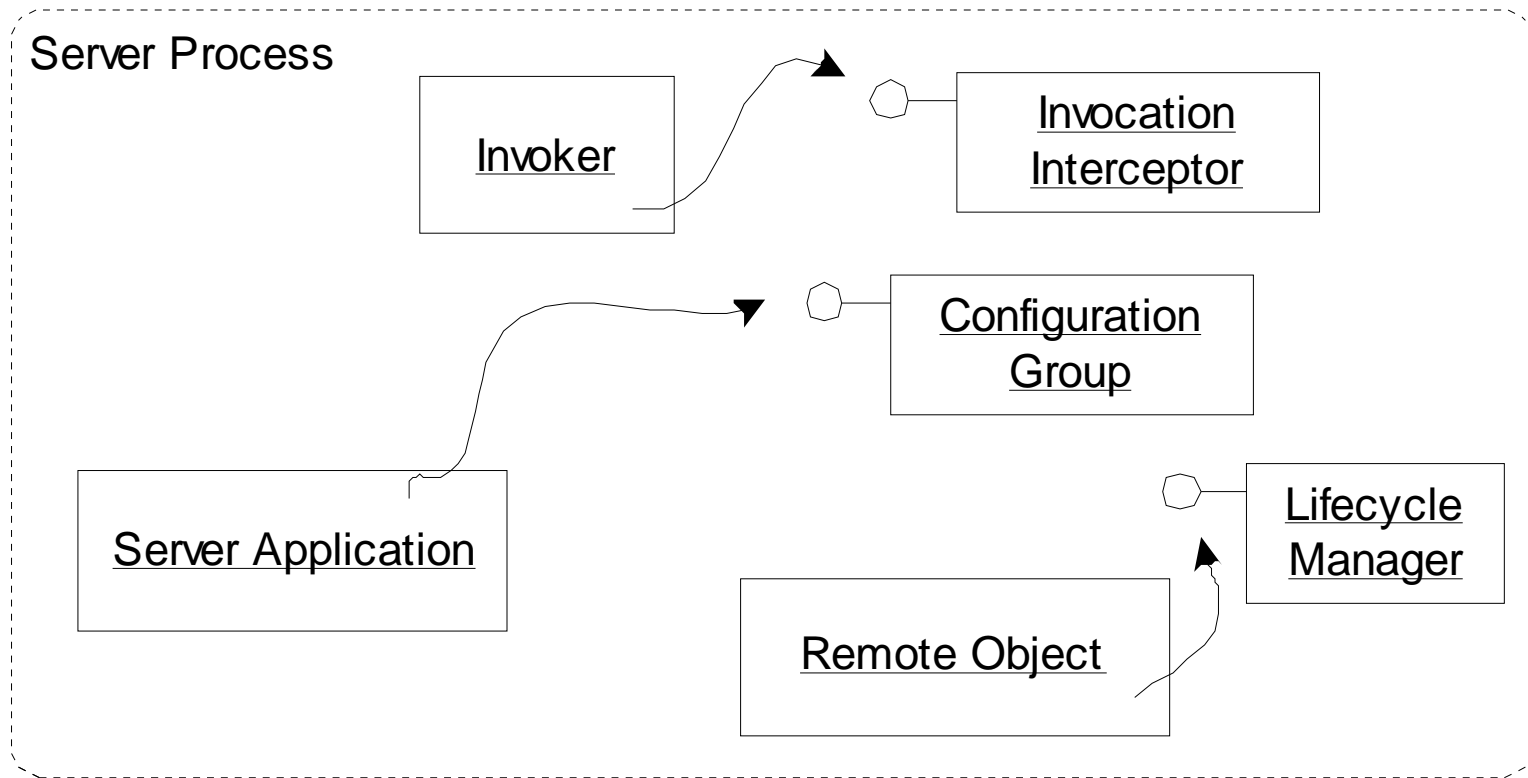 Server Process
Invoker
Invocation
Interceptor
Configuration
Group
Server Application
Lifecycle
Manager
Remote Object